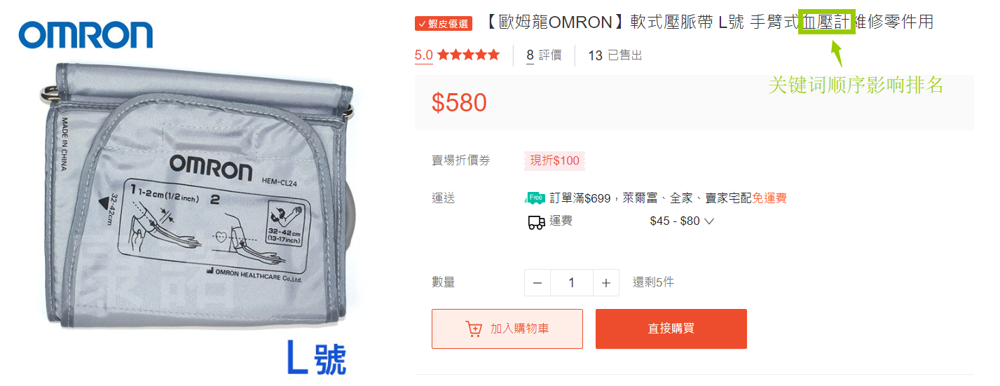 OMRON
MADE IN CHINA
OMRON
HEM-CL24
1 1-2cm(1/2inch) 2
32-42cm
32-42cm
(13-17inch)
OMRON HEALTHCARE Co.,Ltd.
L號
蝦皮優選 【歐姆龍OMRON】軟式壓脈帶 L號 手臂式血壓計維修零件用
5.0 8 評價 13 已售出
关键词顺序影响排名
$580
賣場折價券 現折$100
運送 Free 訂單滿$699,萊爾富、全家、賣家宅配免運費
運費 $45 - $80
數量 1 還剩5件
加入購物車 直接購買